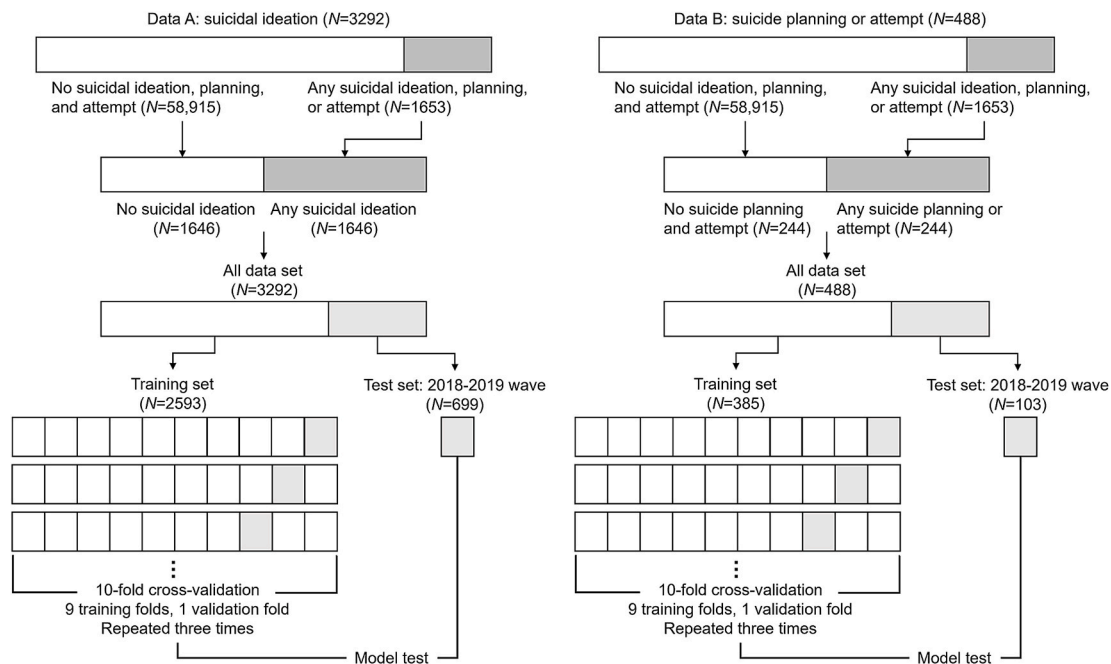 Data A: suicidal ideation (N=3292)
No suicidal ideation, planning,
and attempt (N=58,915)
Any suicidal ideation, planning,
or attempt (N=1653)
No suicidal ideation
(N=1646)
Any suicidal ideation
(N=1646)
All data set
(N=3292)
Training set
(N=2593)
Test set: 2018-2019 wave
(N=699)
10-fold cross-validation
9 training folds, 1 validation fold
Repeated three times
Model test
Data B: suicide planning or attempt (N=488)
No suicidal ideation, planning,
and attempt (N=58,915)
Any suicidal ideation, planning,
or attempt (N=1653)
No suicide planning
and attempt (N=244)
Any suicide planning or
attempt (N=244)
All data set
(N=488)
Training set
(N=385)
Test set: 2018-2019 wave
(N=103)
10-fold cross-validation
9 training folds, 1 validation fold
Repeated three times
Model test